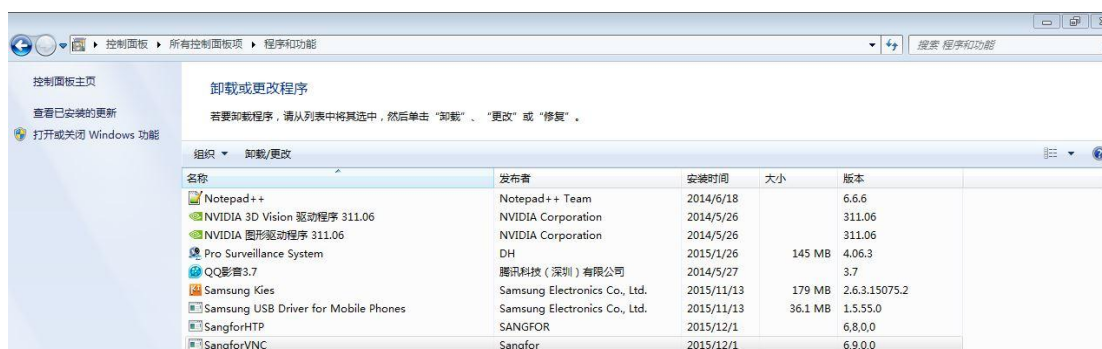 控制面板 ▸ 所有控制面板项 ▸ 程序和功能
搜索 程序和功能
控制面板主页
查看已安装的更新
打开或关闭 Windows 功能
卸载或更改程序
若要卸载程序，请从列表中将其选中，然后单击“卸载”、“更改”或“修复”。
组织 卸载/更改
名称 发布者 安装时间 大小 版本
Notepad++ Notepad++ Team 2014/6/18 6.6.6
NVIDIA 3D Vision 驱动程序 311.06 NVIDIA Corporation 2014/5/26 311.06
NVIDIA 图形驱动程序 311.06 NVIDIA Corporation 2014/5/26 311.06
Pro Surveillance System DH 2015/1/26 145 MB 4.06.3
QQ影音3.7 腾讯科技（深圳）有限公司 2014/5/27 3.7
Samsung Kies Samsung Electronics Co., Ltd. 2015/11/13 179 MB 2.6.3.15075.2
Samsung USB Driver for Mobile Phones Samsung Electronics Co., Ltd. 2015/11/13 36.1 MB 1.5.55.0
SangforHTP SANGFOR 2015/12/1 6,8,0,0
SangforVNC Sangfor 2015/12/1 6.9.0.0